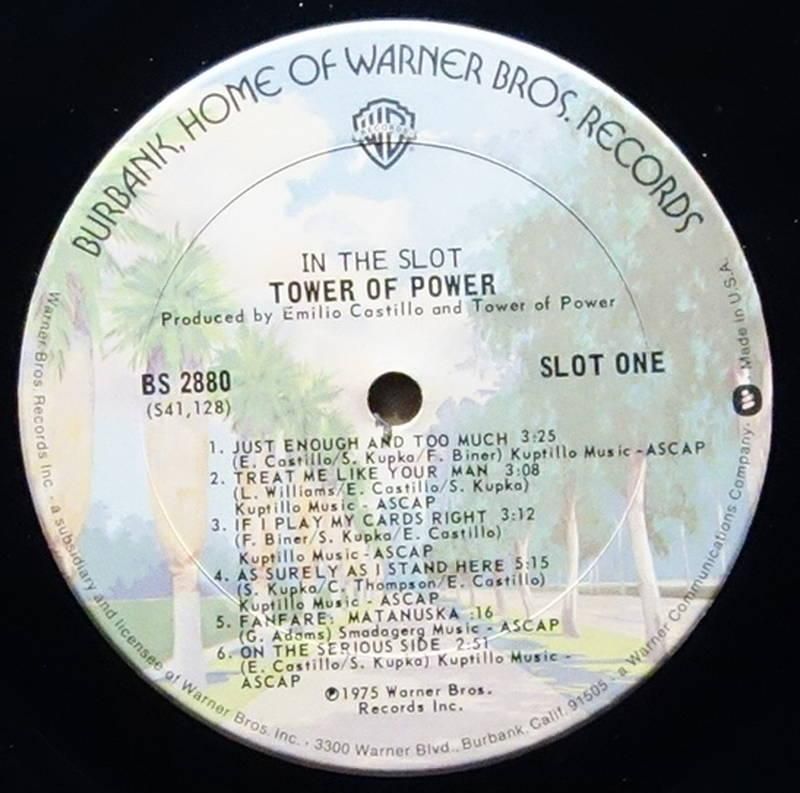 BURBANK, HOME OF WARNER BROS. RECORDS
WB
RECORDS
IN THE SLOT
TOWER OF POWER
Produced by Emilio Castillo and Tower of Power
BS 2880
(S41,128)
SLOT ONE
1. JUST ENOUGH AND TOO MUCH 3:25
(E. Castillo/S. Kupka/F. Biner) Kuptillo Music-ASCAP
2. TREAT ME LIKE YOUR MAN 3:08
(L. Williams/E. Castillo/S. Kupka)
Kuptillo Music - ASCAP
3. IF I PLAY MY CARDS RIGHT 3:12
(F. Biner/S. Kupka/E. Castillo)
Kuptillo Music-ASCAP
4. AS SURELY AS I STAND HERE 5:15
(S. Kupka/C. Thompson/E. Castillo)
Kuptillo Music - ASCAP
5. FANFARE: MATANUSKA :16
(G. Adams) Smadagerg Music - ASCAP
6. ON THE SERIOUS SIDE 2:51
(E. Castillo/S. Kupka) Kuptillo Music -
ASCAP
℗1975 Warner Bros.
Records Inc.
Warner Bros. Records Inc. · a subsidiary and licensee of Warner Bros. Inc. · 3300 Warner Blvd., Burbank, Calif. 91505 · a Warner Communications Company. Made in U.S.A.